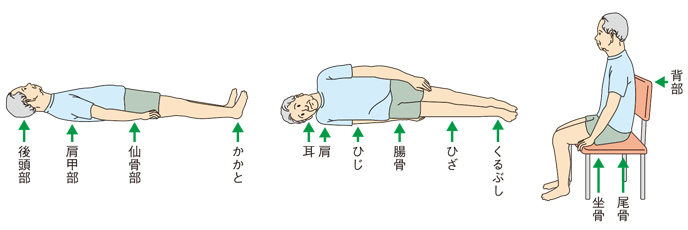 後頭部
肩甲部
仙骨部
かかと
耳
肩
ひじ
腸骨
ひざ
くるぶし
背部
坐骨
尾骨